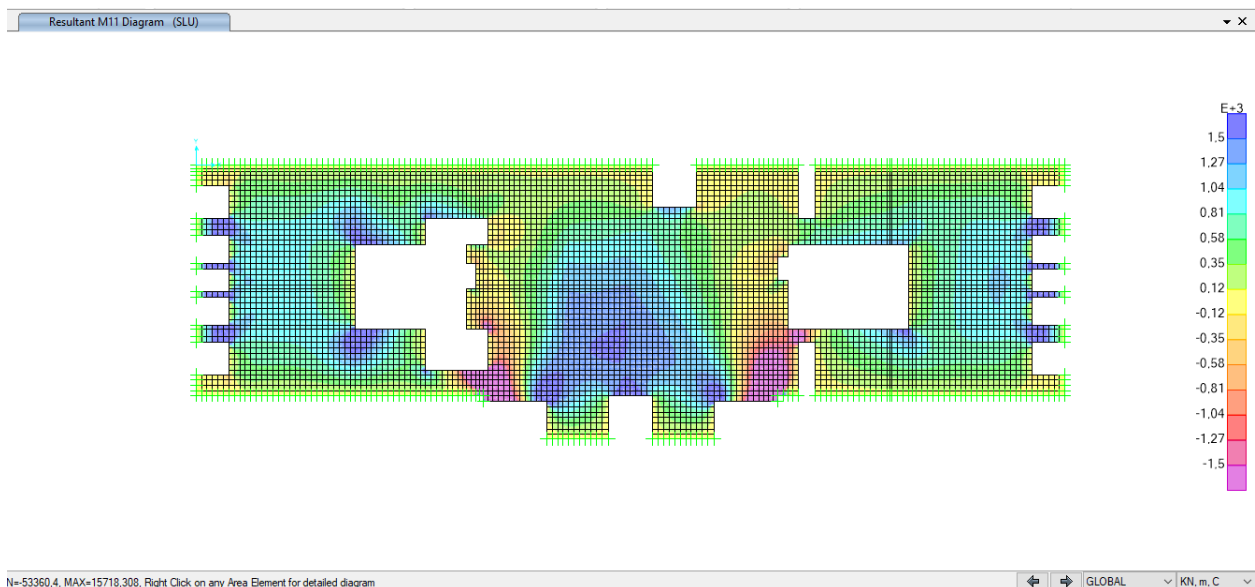 Resultant M11 Diagram (SLU)
E+3
1.5
1.27
1.04
0.81
0.58
0.35
0.12
-0.12
-0.35
-0.58
-0.81
-1.04
-1.27
-1.5
N=-53360,4, MAX=15718,308, Right Click on any Area Element for detailed diagram
GLOBAL
KN, m, C